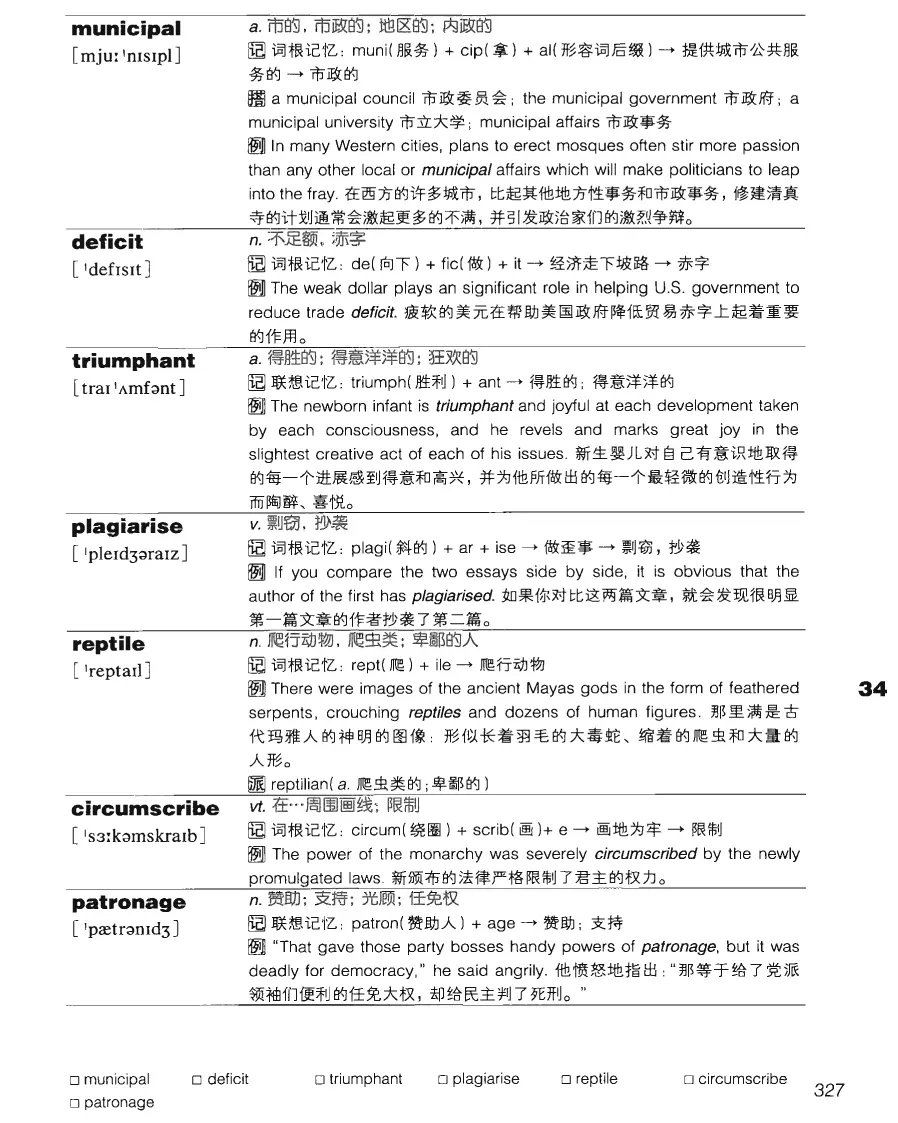 municipal
[mjuːˈnɪsɪpl]
a. 市的，市政的；地区的；内政的
记 词根记忆：muni(服务) + cip(拿) + al(形容词后缀) → 提供城市公共服
务的 → 市政的
搭 a municipal council 市政委员会；the municipal government 市政府；a
municipal university 市立大学；municipal affairs 市政事务
例 In many Western cities, plans to erect mosques often stir more passion
than any other local or municipal affairs which will make politicians to leap
into the fray. 在西方的许多城市，比起其他地方性事务和市政事务，修建清真
寺的计划通常会激起更多的不满，并引发政治家们的激烈争辩。
deficit
[ˈdefɪsɪt]
n. 不足额，赤字
记 词根记忆：de(向下) + fic(做) + it → 经济走下坡路 → 赤字
例 The weak dollar plays an significant role in helping U.S. government to
reduce trade deficit. 疲软的美元在帮助美国政府降低贸易赤字上起着重要
的作用。
triumphant
[traɪˈʌmfənt]
a. 得胜的；得意洋洋的；狂欢的
记 联想记忆：triumph(胜利) + ant → 得胜的；得意洋洋的
例 The newborn infant is triumphant and joyful at each development taken
by each consciousness, and he revels and marks great joy in the
slightest creative act of each of his issues. 新生婴儿对自己有意识地取得
的每一个进展感到得意和高兴，并为他所做出的每一个最轻微的创造性行为
而陶醉、喜悦。
plagiarise
[ˈpleɪdʒəraɪz]
v. 剽窃，抄袭
记 词根记忆：plagi(斜的) + ar + ise → 做歪事 → 剽窃，抄袭
例 If you compare the two essays side by side, it is obvious that the
author of the first has plagiarised. 如果你对比这两篇文章，就会发现很明显
第一篇文章的作者抄袭了第二篇。
reptile
[ˈreptaɪl]
n. 爬行动物，爬虫类；卑鄙的人
记 词根记忆：rept(爬) + ile → 爬行动物
例 There were images of the ancient Mayas gods in the form of feathered
serpents, crouching reptiles and dozens of human figures. 那里满是古
代玛雅人的神明的图像：形似长着羽毛的大毒蛇、缩着的爬虫和大量的
人形。
派 reptilian(a. 爬虫类的；卑鄙的)
34
circumscribe
[ˈsɜːkəmskraɪb]
vt. 在…周围画线；限制
记 词根记忆：circum(绕圈) + scrib(画)+ e → 画地为牢 → 限制
例 The power of the monarchy was severely circumscribed by the newly
promulgated laws. 新颁布的法律严格限制了君主的权力。
patronage
[ˈpætrənɪdʒ]
n. 赞助；支持；光顾；任免权
记 联想记忆：patron(赞助人) + age → 赞助；支持
例 “That gave those party bosses handy powers of patronage, but it was
deadly for democracy,” he said angrily. 他愤怒地指出：“那等于给了党派
领袖们便利的任免大权，却给民主判了死刑。”
□ municipal □ deficit □ triumphant □ plagiarise □ reptile □ circumscribe
□ patronage
327